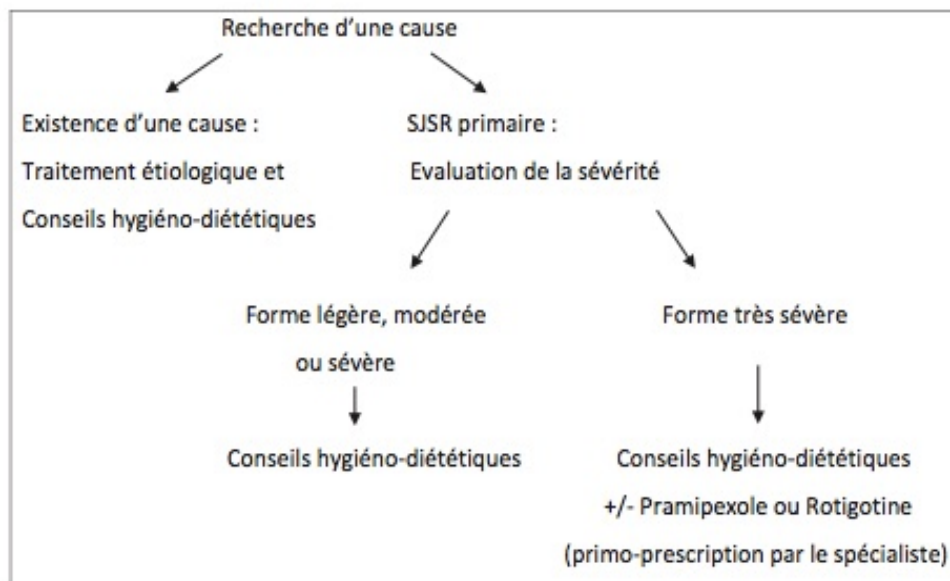 Recherche d'une cause
Existence d'une cause :
Traitement étiologique et
Conseils hygiéno-diététiques
SJSR primaire :
Evaluation de la sévérité
Forme légère, modérée
ou sévère
Conseils hygiéno-diététiques
Forme très sévère
Conseils hygiéno-diététiques
+/- Pramipexole ou Rotigotine
(primo-prescription par le spécialiste)